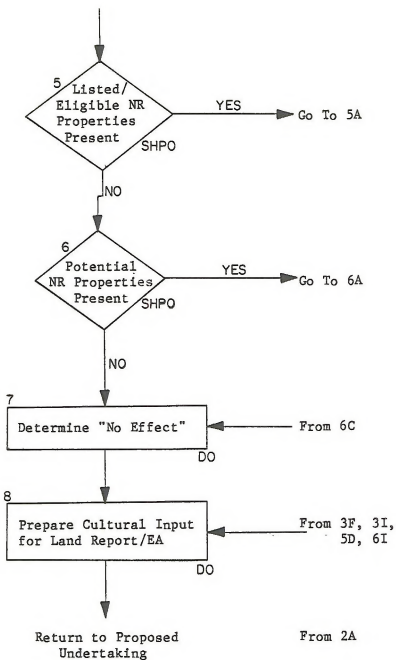 5
Listed/
Eligible NR
Properties
Present
SHPO
YES
Go To 5A
NO
6
Potential
NR Properties
Present
SHPO
YES
Go To 6A
NO
7
Determine "No Effect"
DO
From 6C
8
Prepare Cultural Input
for Land Report/EA
DO
From 3F, 3I,
5D, 6I
Return to Proposed
Undertaking
From 2A